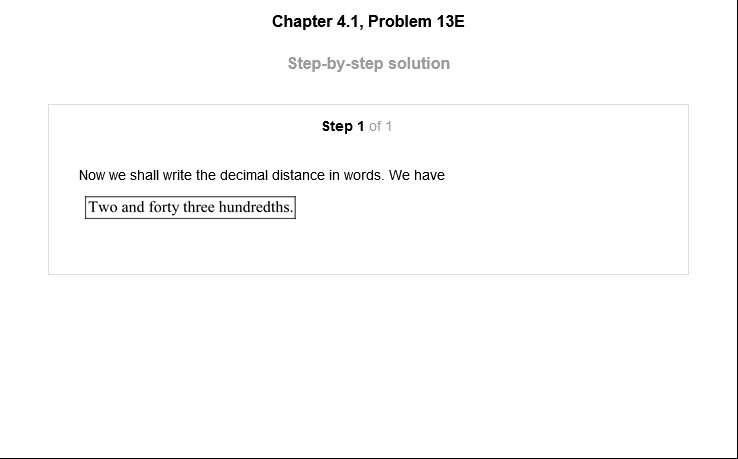 Chapter 4.1, Problem 13E
Step-by-step solution
Step 1 of 1
Now we shall write the decimal distance in words. We have
Two and forty three hundredths.